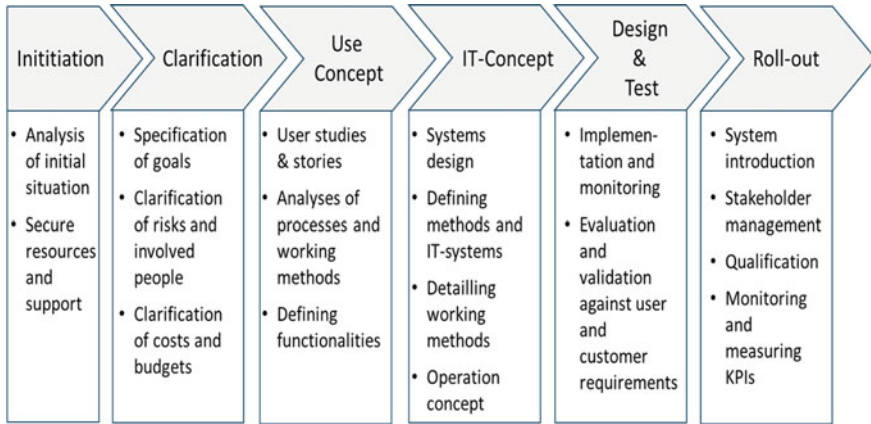 Inititiation
• Analysis
of initial
situation
• Secure
resources
and
support
Clarification
• Specification
of goals
• Clarification
of risks and
involved
people
• Clarification
of costs and
budgets
Use
Concept
• User studies
& stories
• Analyses of
processes and
working
methods
• Defining
functionalities
IT-Concept
• Systems
design
• Defining
methods and
IT-systems
• Detailling
working
methods
• Operation
concept
Design
&
Test
• Implemen-
tation and
monitoring
• Evaluation
and
validation
against user
and
customer
requirements
Roll-out
• System
introduction
• Stakeholder
management
• Qualification
• Monitoring
and
measuring
KPIs